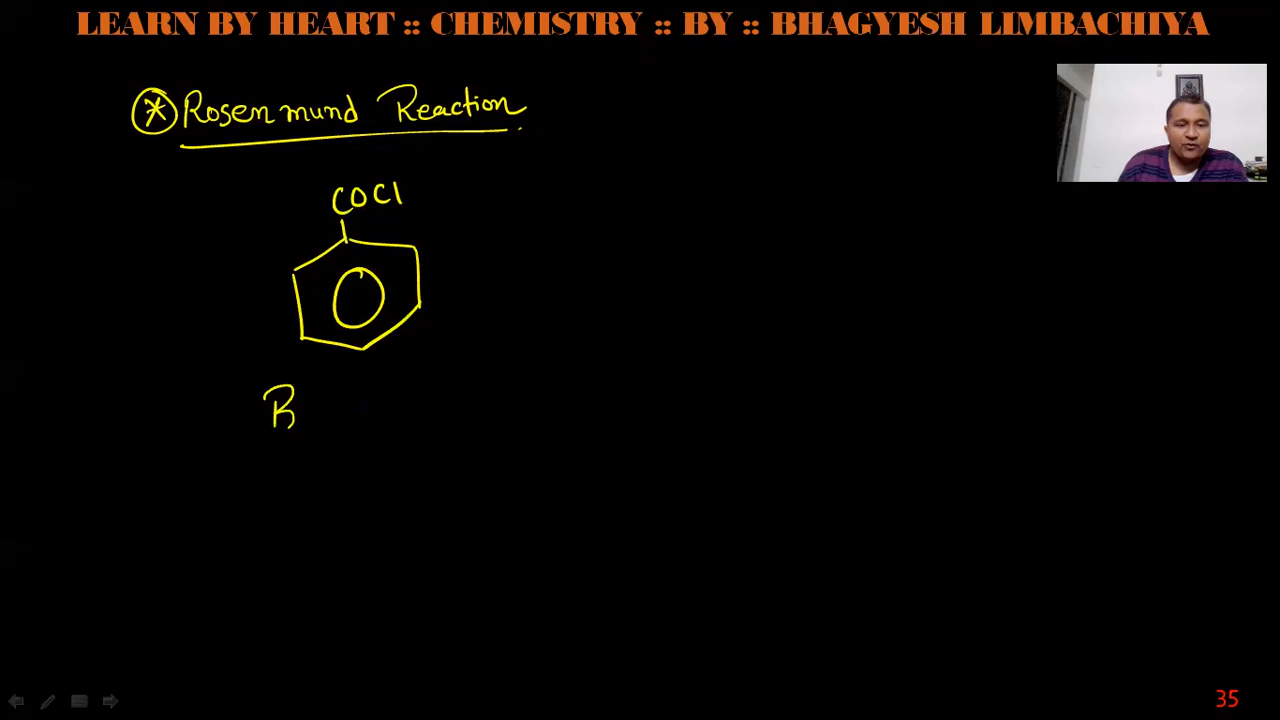 LEARN BY HEART :: CHEMISTRY :: BY :: BHAGYESH LIMBACHIYA
Rosenmund Reaction
COCl
B
35